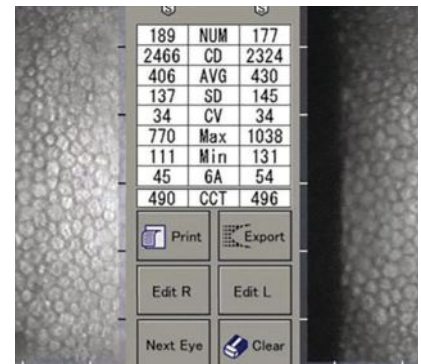 189 NUM 177
2466 CD 2324
406 AVG 430
137 SD 145
34 CV 34
770 Max 1038
111 Min 131
45 6A 54
490 CCT 496
Print Export
Edit R Edit L
Next Eye Clear